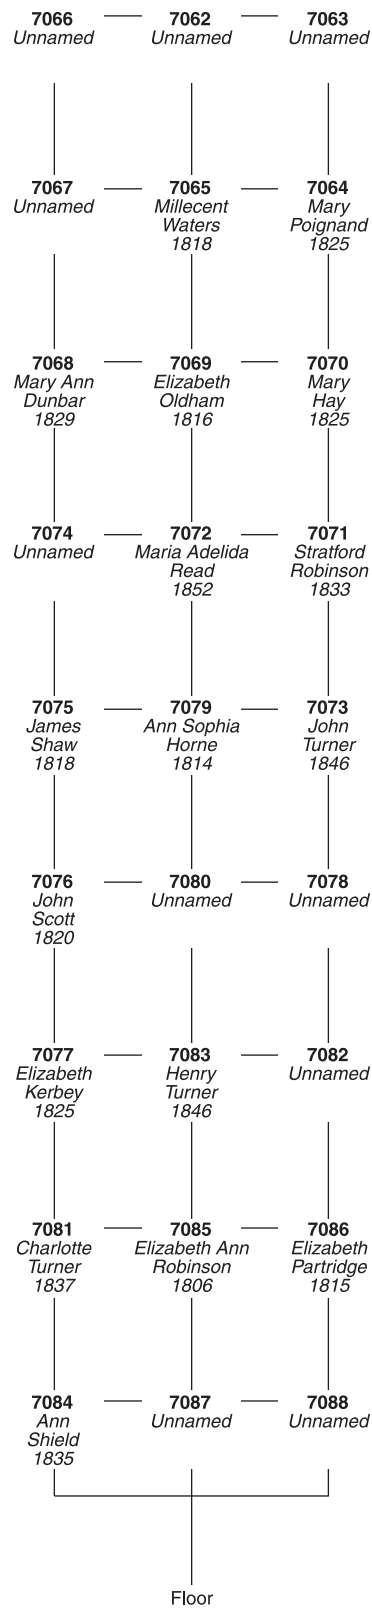 7066 7062 7063
Unnamed Unnamed Unnamed
7067 7065 7064
Unnamed Millecent Mary
Waters Poignand
1818 1825
7068 7069 7070
Mary Ann Elizabeth Mary
Dunbar Oldham Hay
1829 1816 1825
7074 7072 7071
Unnamed Maria Adelida Stratford
Read Robinson
1852 1833
7075 7079 7073
James Ann Sophia John
Shaw Horne Turner
1818 1814 1846
7076 7080 7078
John Unnamed Unnamed
Scott
1820
7077 7083 7082
Elizabeth Henry Unnamed
Kerbey Turner
1825 1846
7081 7085 7086
Charlotte Elizabeth Ann Elizabeth
Turner Robinson Partridge
1837 1806 1815
7084 7087 7088
Ann Unnamed Unnamed
Shield
1835
Floor